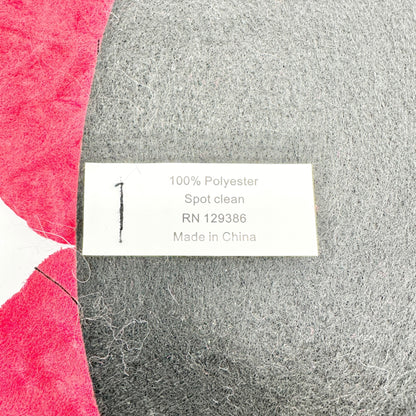 100% Polyester
Spot clean
RN 129386
Made in China
1